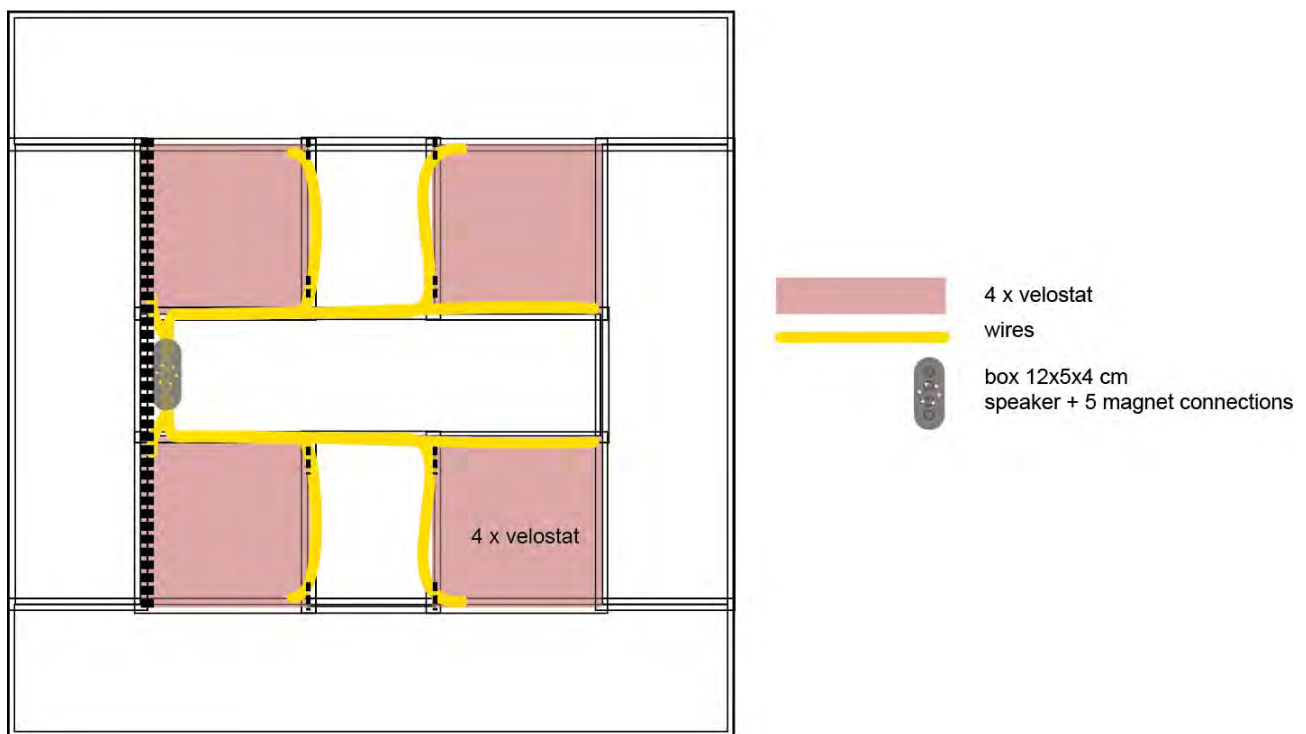 4 x velostat
wires
box 12x5x4 cm
speaker + 5 magnet connections
4 x velostat